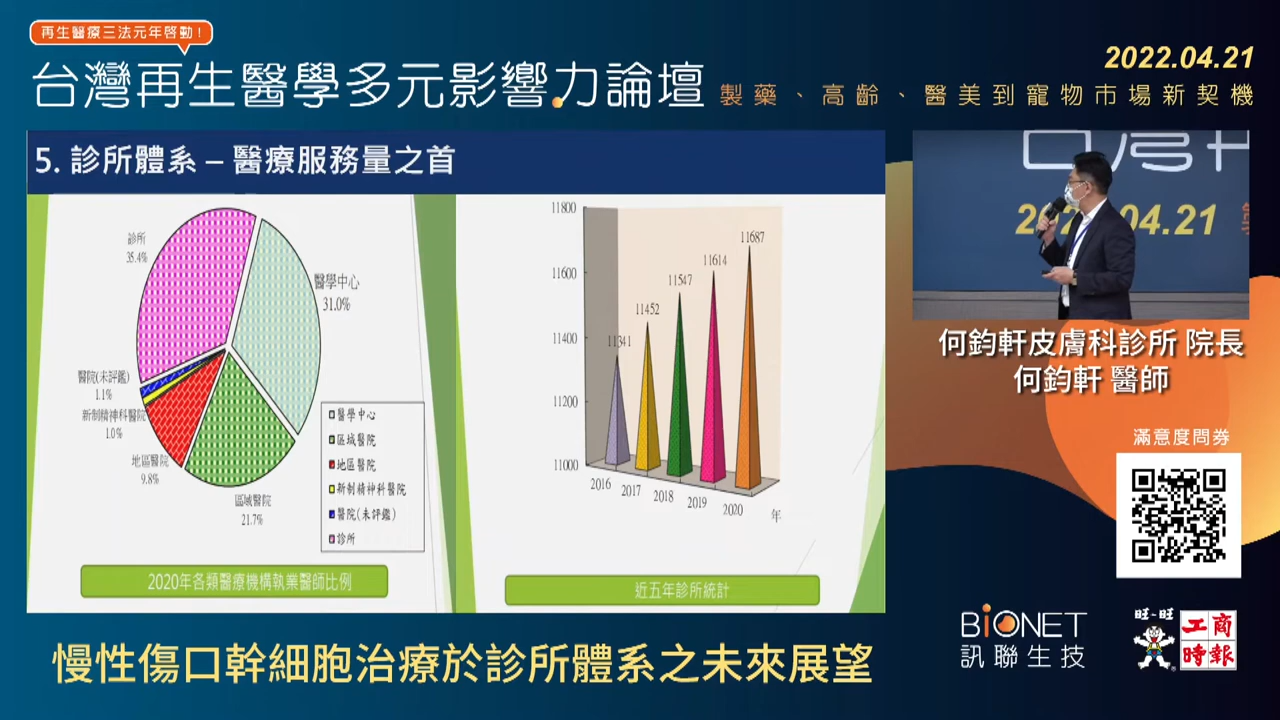 再生醫療三法元年啓動!
台灣再生醫學多元影響力論壇
2022.04.21
製藥、高齡、醫美到寵物市場新契機
5. 診所體系 – 醫療服務量之首
診所
35.4%
醫學中心
31.0%
醫院(未評鑑)
1.1%
新制精神科醫院
1.0%
地區醫院
9.8%
區域醫院
21.7%
醫學中心
區域醫院
地區醫院
新制精神科醫院
醫院(未評鑑)
診所
2020年各類醫療機構執業醫師比例
11800
11600
11400
11200
11000
11341
11452
11547
11614
11687
2016
2017
2018
2019
2020
年
近五年診所統計
2022.04.21
何鈞軒皮膚科診所 院長
何鈞軒 醫師
滿意度問券
慢性傷口幹細胞治療於診所體系之未來展望
BIONET
訊聯生技
旺旺
工商
時報